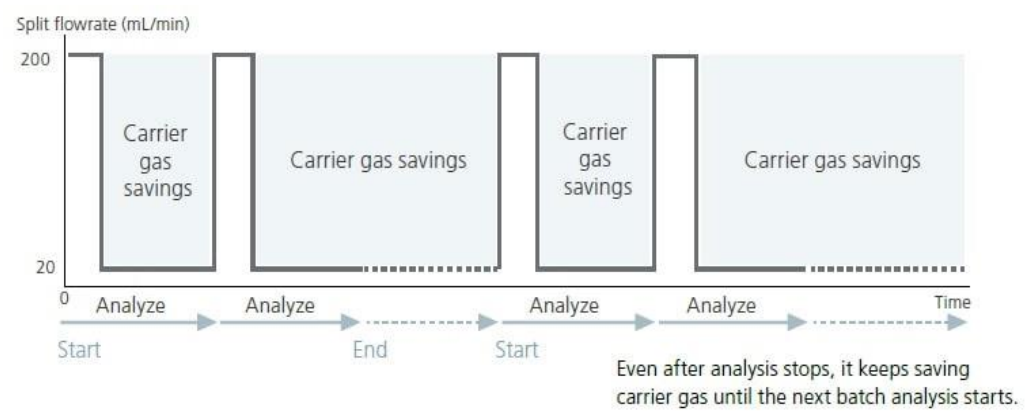 Split flowrate (mL/min)
200
Carrier
gas
savings
Carrier gas savings
Carrier
gas
savings
Carrier gas savings
20
0
Analyze
Analyze
Analyze
Analyze
Time
Start
End
Start
Even after analysis stops, it keeps saving
carrier gas until the next batch analysis starts.